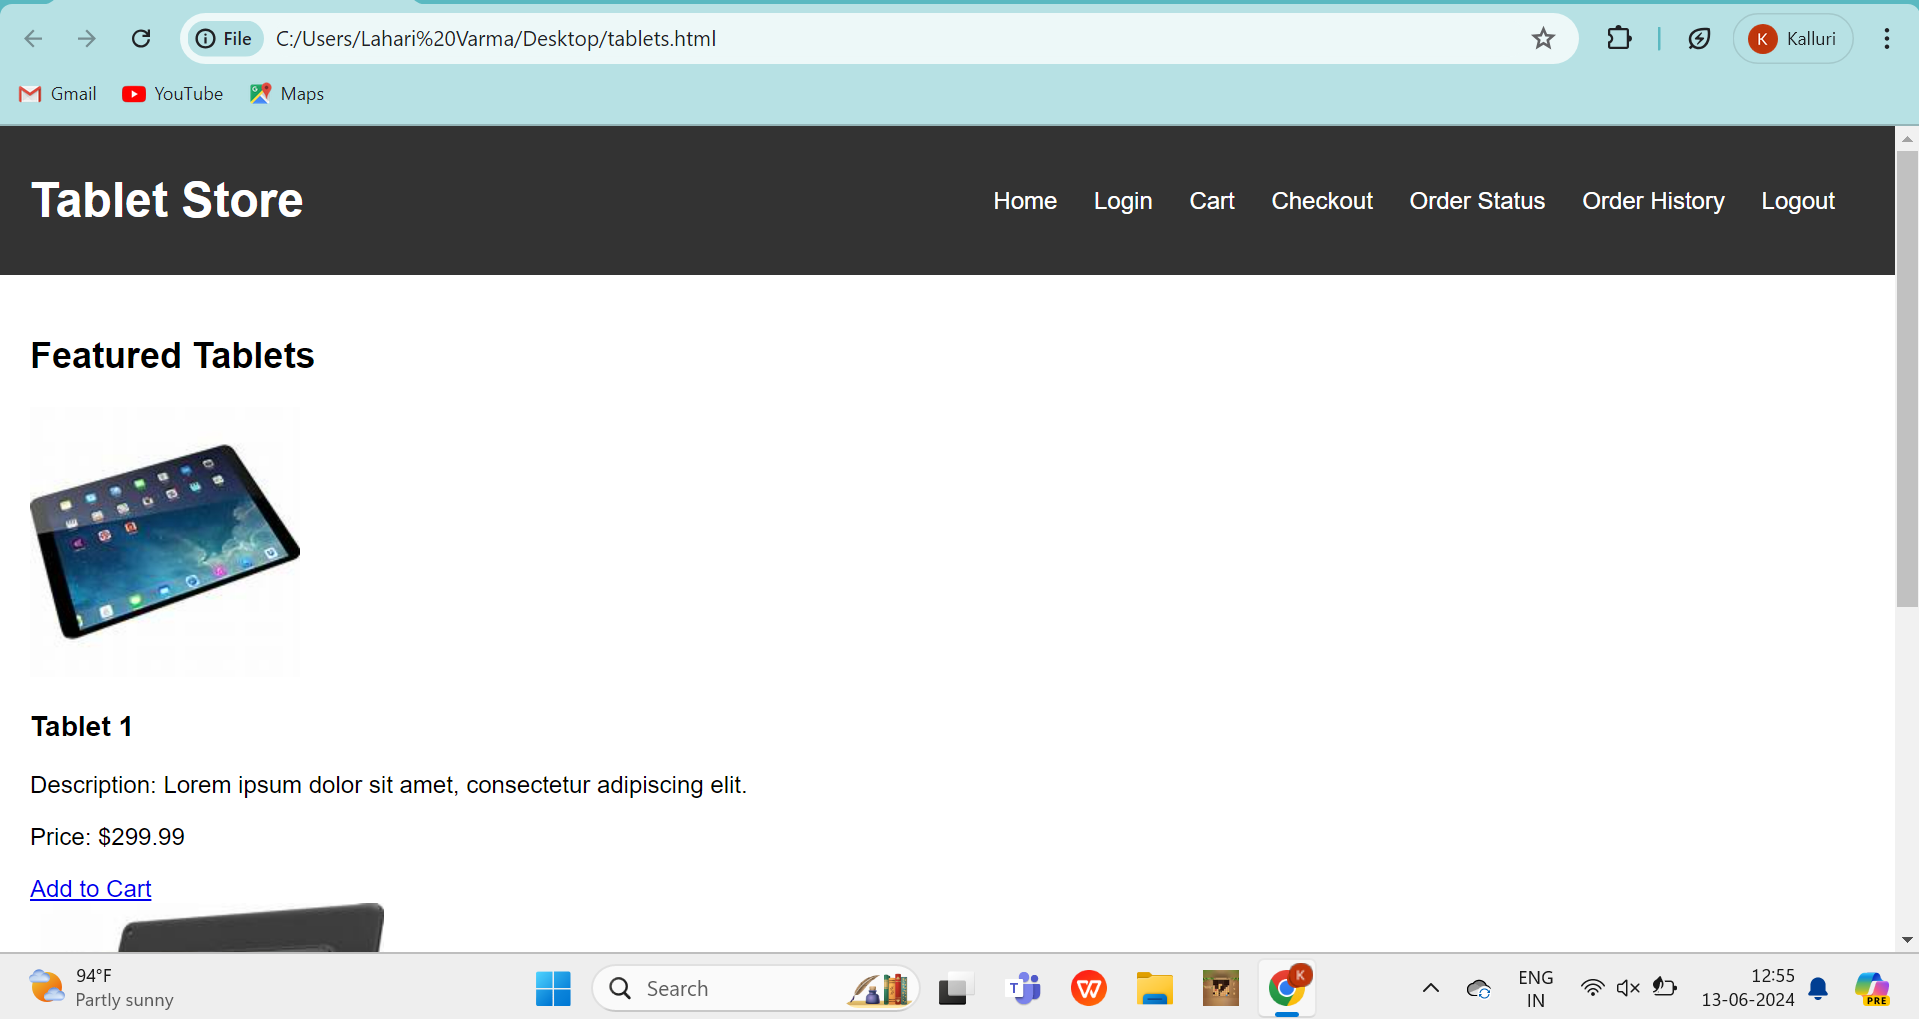 File C:/Users/Lahari%20Varma/Desktop/tablets.html K Kalluri
Gmail YouTube Maps
Tablet Store Home Login Cart Checkout Order Status Order History Logout
Featured Tablets
Tablet 1
Description: Lorem ipsum dolor sit amet, consectetur adipiscing elit.
Price: $299.99
Add to Cart
94°F
Partly sunny
Search
T
K
ENG
IN
12:55
13-06-2024
PRE